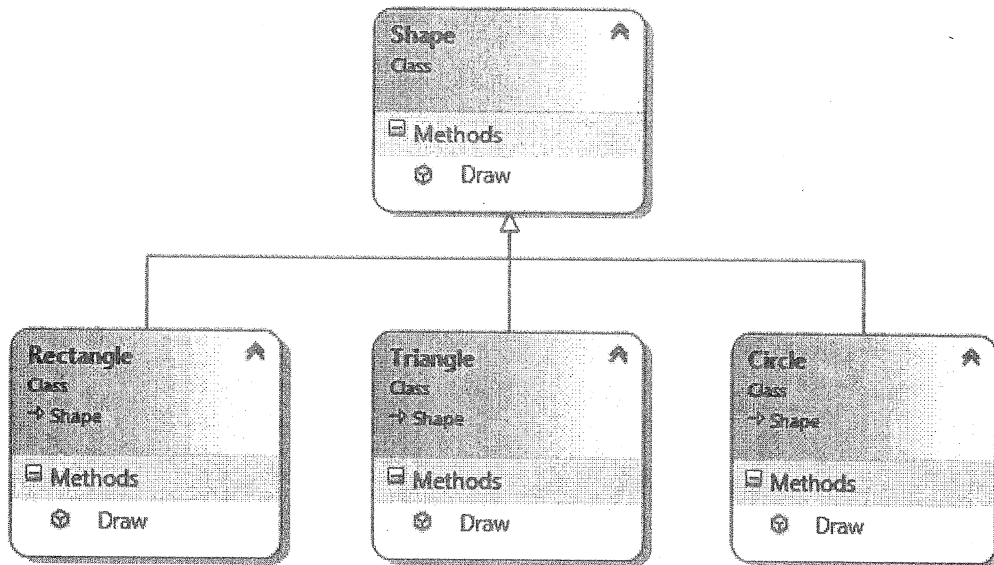 Shape
Class
Methods
Draw
Rectangle
Class
Shape
Methods
Draw
Triangle
Class
Shape
Methods
Draw
Circle
Class
Shape
Methods
Draw